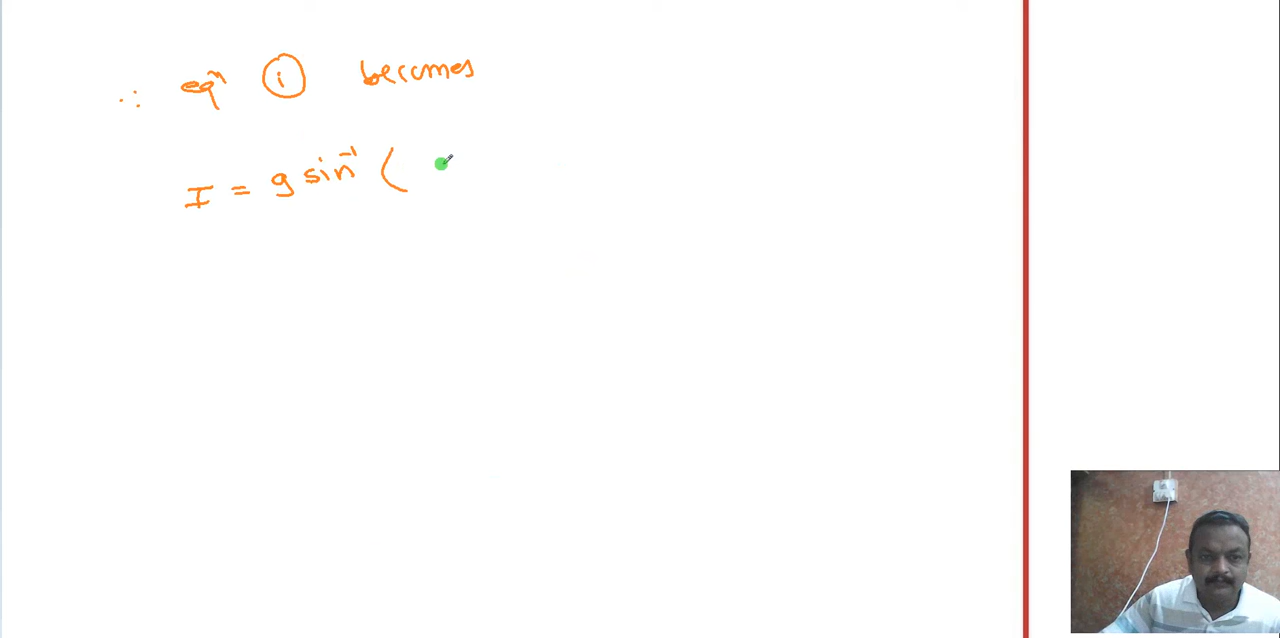 ∴ eqⁿ ⓘ becomes
I = 9 sin⁻¹ (